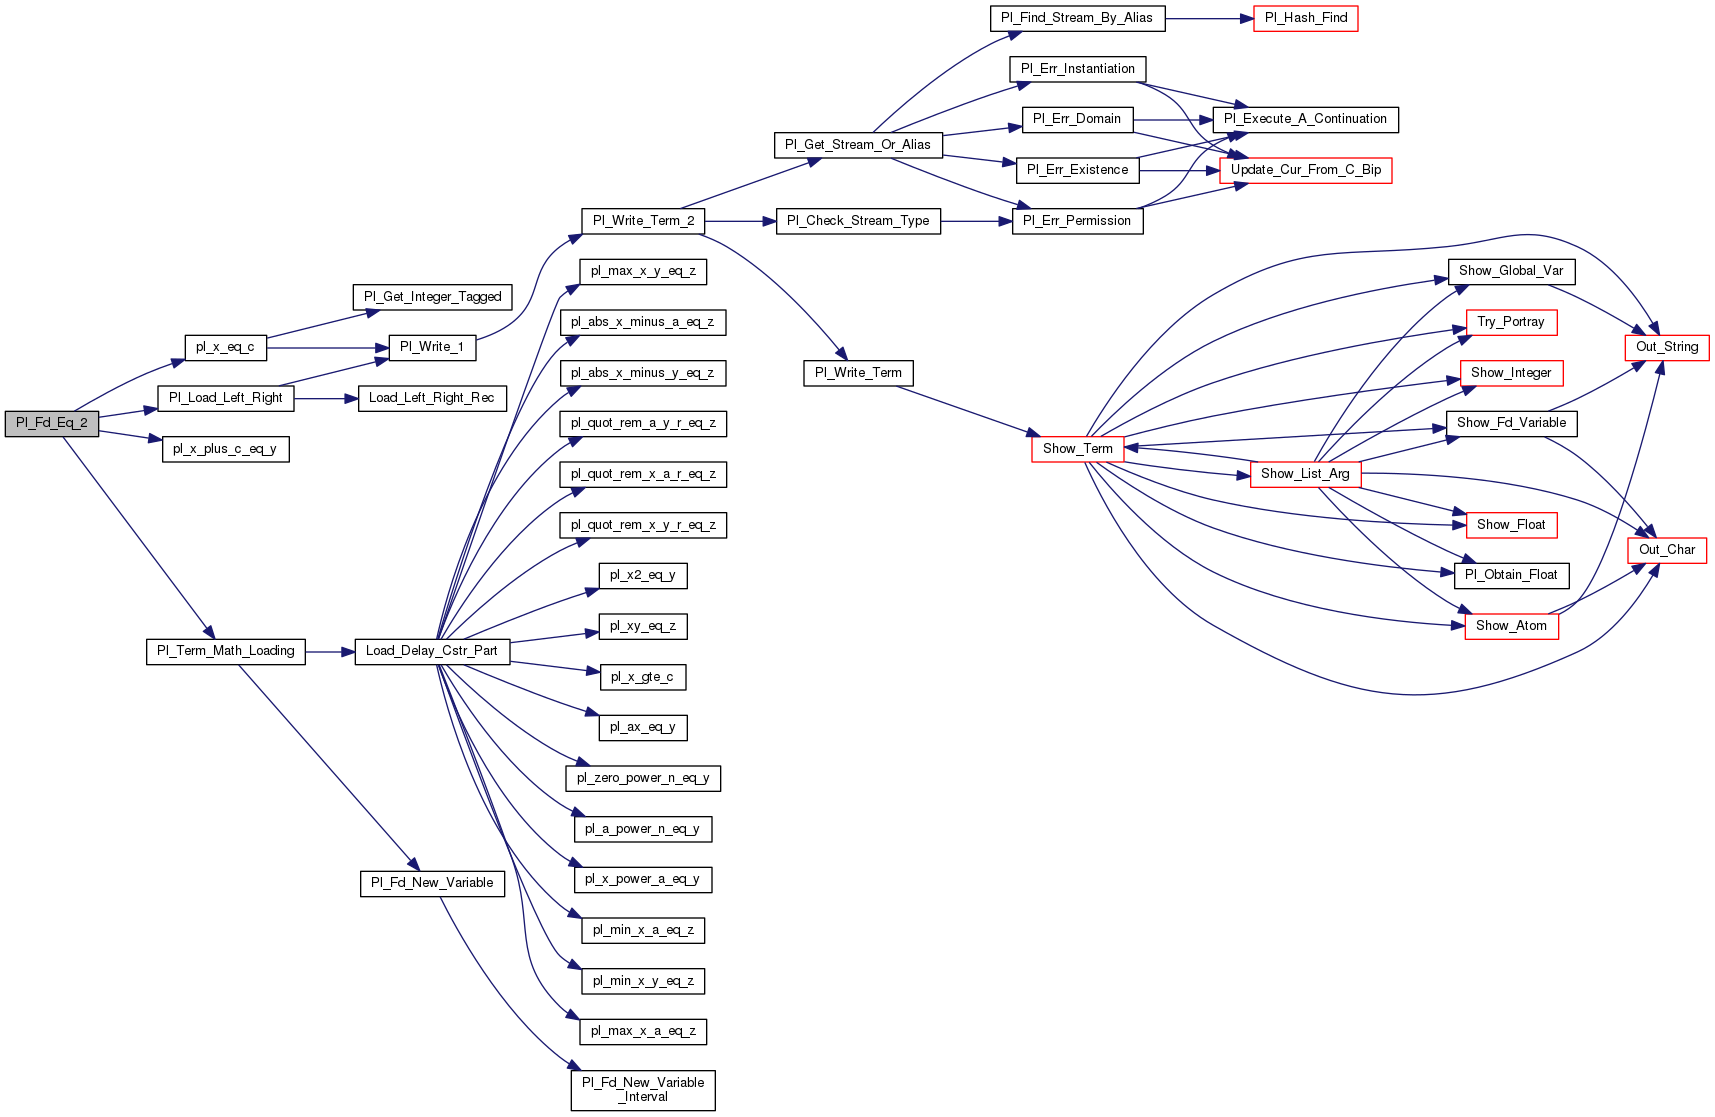 Pl_Find_Stream_By_Alias
Pl_Hash_Find
Pl_Err_Instantiation
Pl_Err_Domain
Pl_Execute_A_Continuation
Pl_Get_Stream_Or_Alias
Pl_Err_Existence
Update_Cur_From_C_Bip
Pl_Write_Term_2
Pl_Check_Stream_Type
Pl_Err_Permission
pl_max_x_y_eq_z
Show_Global_Var
Pl_Get_Integer_Tagged
pl_abs_x_minus_a_eq_z
Try_Portray
pl_x_eq_c
Pl_Write_1
Out_String
pl_abs_x_minus_y_eq_z
Pl_Write_Term
Show_Integer
Pl_Load_Left_Right
Load_Left_Right_Rec
Pl_Fd_Eq_2
pl_quot_rem_a_y_r_eq_z
Show_Fd_Variable
pl_x_plus_c_eq_y
Show_Term
pl_quot_rem_x_a_r_eq_z
Show_List_Arg
pl_quot_rem_x_y_r_eq_z
Show_Float
Out_Char
pl_x2_eq_y
Pl_Obtain_Float
pl_xy_eq_z
Show_Atom
Pl_Term_Math_Loading
Load_Delay_Cstr_Part
pl_x_gte_c
pl_ax_eq_y
pl_zero_power_n_eq_y
pl_a_power_n_eq_y
Pl_Fd_New_Variable
pl_x_power_a_eq_y
pl_min_x_a_eq_z
pl_min_x_y_eq_z
pl_max_x_a_eq_z
Pl_Fd_New_Variable
_Interval